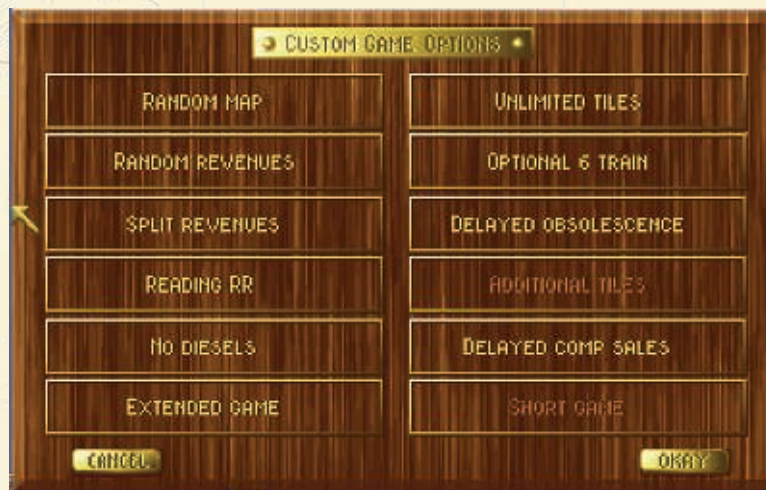 CUSTOM GAME OPTIONS
RANDOM MAP
UNLIMITED TILES
RANDOM REVENUES
OPTIONAL 6 TRAIN
SPLIT REVENUES
DELAYED OBSOLESCENCE
READING RR
ADDITIONAL TILES
NO DIESELS
DELAYED COMP SALES
EXTENDED GAME
SHORT GAME
CANCEL
OKAY